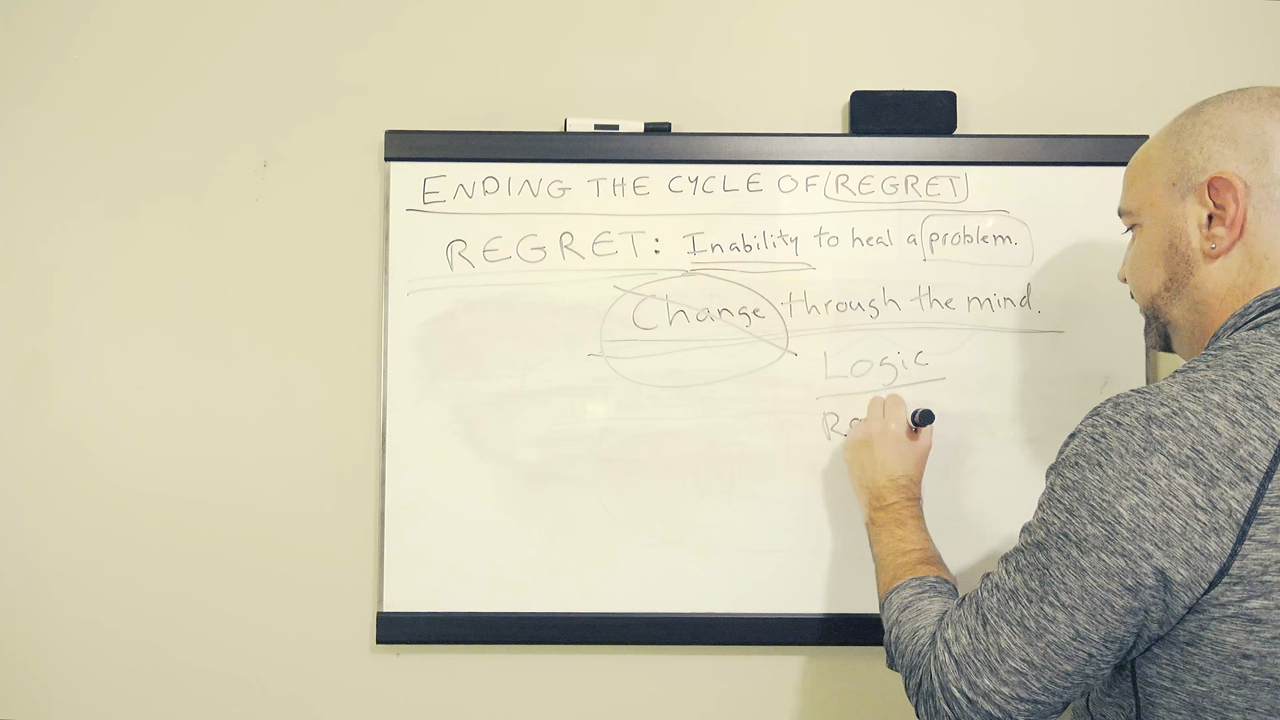 ENDING THE CYCLE OF (REGRET)
REGRET: Inability to heal a problem.
Change through the mind.
Logic